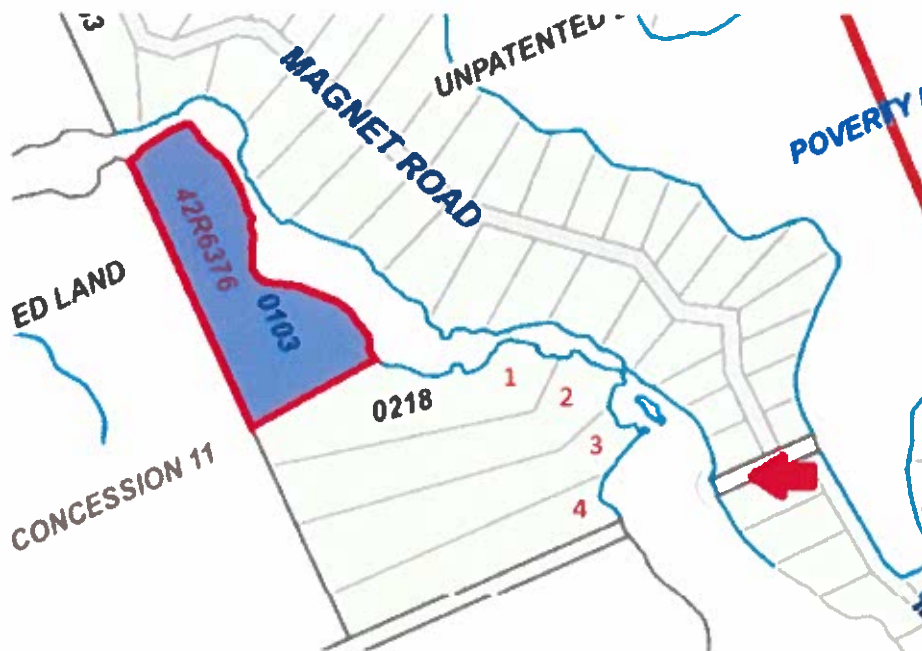 UNPATENTED
MAGNET ROAD
POVERTY
42R6376
0103
ED LAND
1
2
0218
3
CONCESSION 11
4